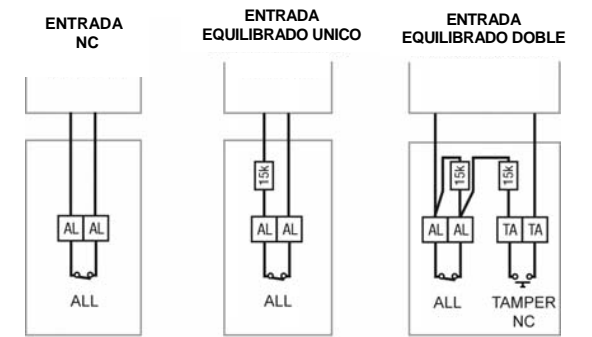 ENTRADA
NC
ENTRADA
EQUILIBRADO UNICO
ENTRADA
EQUILIBRADO DOBLE
AL AL
ALL
15k
AL AL
ALL
15k
15k
AL AL
TA TA
ALL
TAMPER
NC